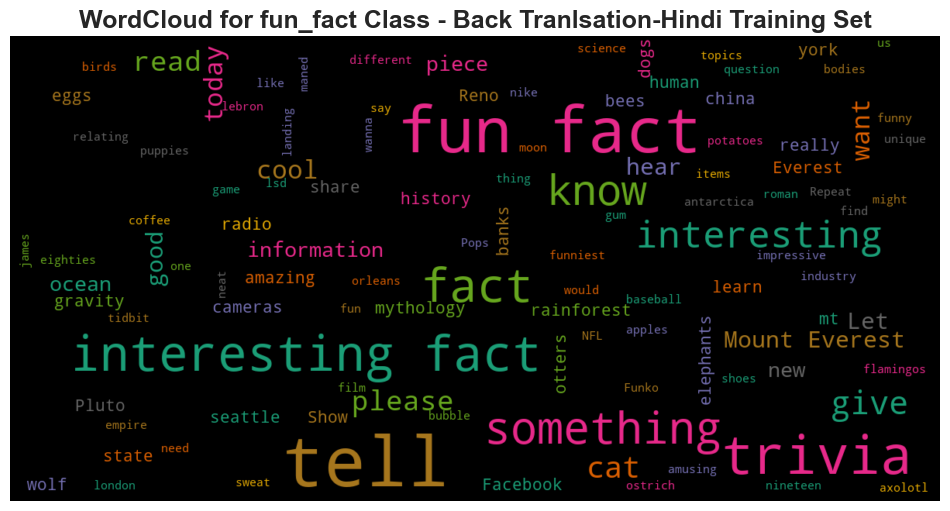 WordCloud for fun_fact Class - Back Tranlsation-Hindi Training Set
science
york
us
birds
read
today
different
piece
dogs
topics
question
bodies
like
maned
human
eggs
lebron
Reno
nike
bees
china
say
want
funny
relating
landing
wanna
fun fact
moon
potatoes
really
unique
puppies
cool
hear
Everest
game
lsd
share
thing
know
items
roman
Repeat
might
history
antarctica
find
coffee
radio
banks
gum
interesting
james
eighties
one
good
information
Pops
funniest
impressive
ocean
neat
amazing
orleans
fact
would
learn
industry
gravity
cameras
fun
mythology
rainforest
baseball
tidbit
NFL
apples
mt
Let
interesting fact
otters
elephants
Mount Everest
film
Funko
shoes
new
flamingos
Pluto
seattle
Show
please
bubble
give
empire
something
state
need
tell
cat
amusing
trivia
wolf
london
sweat
Facebook
ostrich
nineteen
axolotl